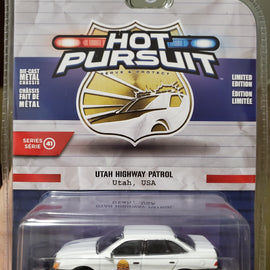 HOT
PURSUIT
SERVE & PROTECT
DIE-CAST
METAL
CHASSIS
CHÂSSIS
FAIT DE
MÉTAL
LIMITED
EDITION
ÉDITION
LIMITÉE
SERIES
SÉRIE
41
UTAH HIGHWAY PATROL
Utah, USA